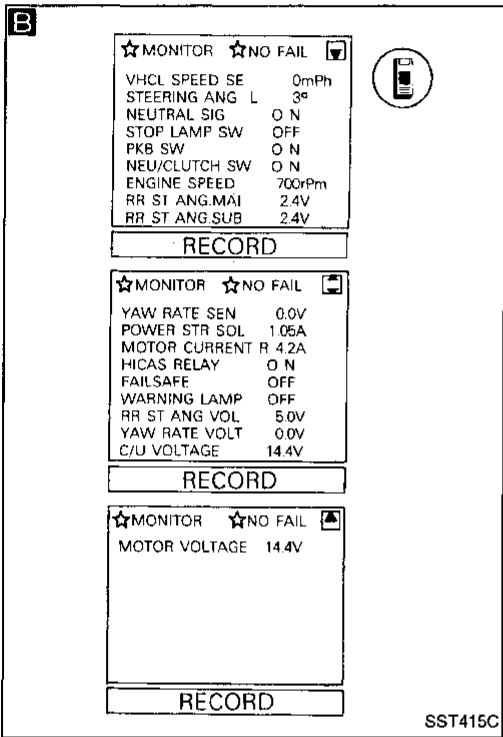 B
☆MONITOR ☆NO FAIL
VHCL SPEED SE 0mPh
STEERING ANG L 3º
NEUTRAL SIG O N
STOP LAMP SW OFF
PKB SW O N
NEU/CLUTCH SW O N
ENGINE SPEED 700rPm
RR ST ANG.MAI 2.4V
RR ST ANG.SUB 2.4V
RECORD
☆MONITOR ☆NO FAIL
YAW RATE SEN 0.0V
POWER STR SOL 1.05A
MOTOR CURRENT R 4.2A
HICAS RELAY O N
FAILSAFE OFF
WARNING LAMP OFF
RR ST ANG VOL 5.0V
YAW RATE VOLT 0.0V
C/U VOLTAGE 14.4V
RECORD
☆MONITOR ☆NO FAIL
MOTOR VOLTAGE 14.4V
RECORD
SST415C